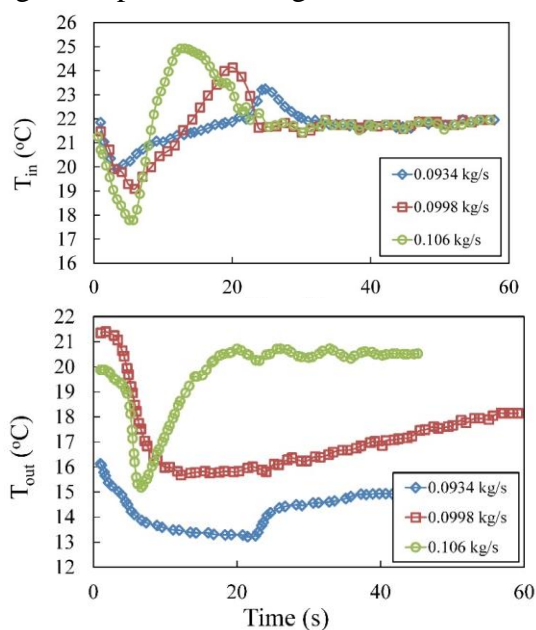 26
25
24
23
22
21
20
19
18
17
16
T_in (°C)
0.0934 kg/s
0.0998 kg/s
0.106 kg/s
0 20 40 60
22
21
20
19
18
17
16
15
14
13
12
T_out (°C)
0.0934 kg/s
0.0998 kg/s
0.106 kg/s
0 20 40 60
Time (s)